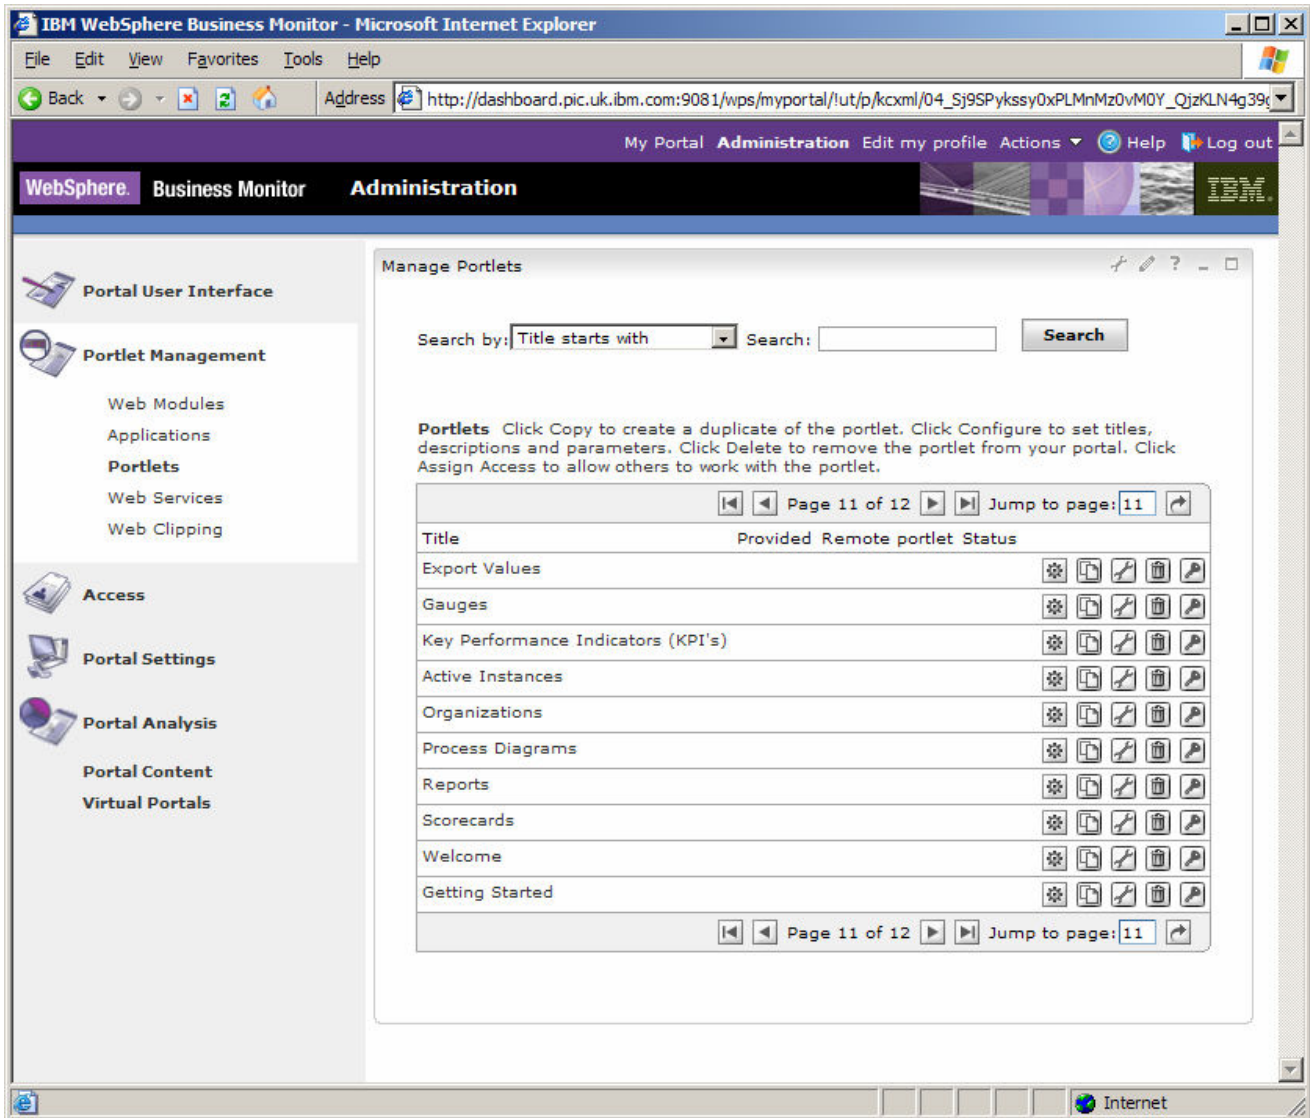 IBM WebSphere Business Monitor - Microsoft Internet Explorer
File Edit View Favorites Tools Help
Back Address http://dashboard.pic.uk.ibm.com:9081/wps/myportal/!ut/p/kcxml/04_Sj9SPykssy0xPLMnMz0vM0Y_QjzKLN4g39g
My Portal Administration Edit my profile Actions Help Log out
WebSphere. Business Monitor Administration IBM.
Manage Portlets
Portal User Interface
Search by: Title starts with Search: Search
Portlet Management
Web Modules
Applications
Portlets
Web Services
Web Clipping
Access
Portal Settings
Portal Analysis
Portal Content
Virtual Portals
Portlets Click Copy to create a duplicate of the portlet. Click Configure to set titles,
descriptions and parameters. Click Delete to remove the portlet from your portal. Click
Assign Access to allow others to work with the portlet.
Page 11 of 12 Jump to page: 11
Title Provided Remote portlet Status
Export Values
Gauges
Key Performance Indicators (KPI's)
Active Instances
Organizations
Process Diagrams
Reports
Scorecards
Welcome
Getting Started
Page 11 of 12 Jump to page: 11
Internet